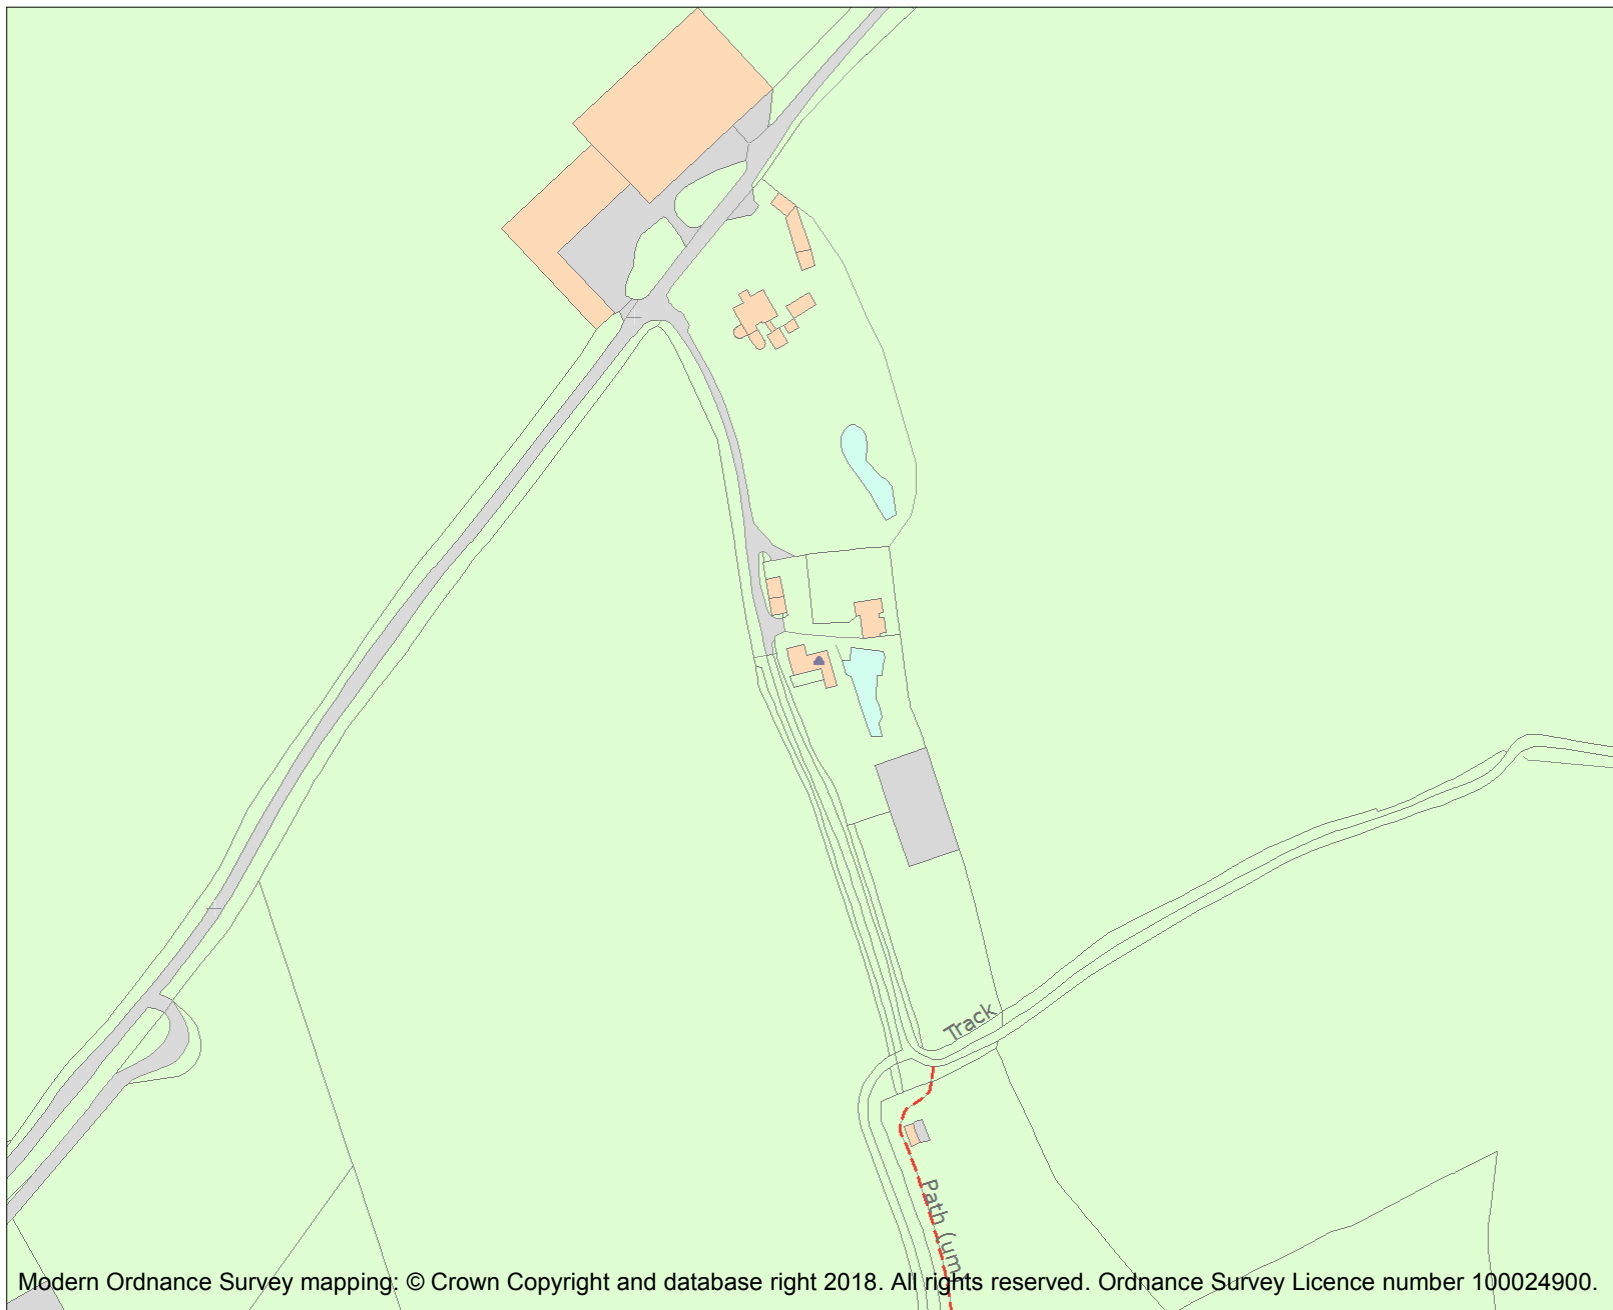 Track
Path (um)
Modern Ordnance Survey mapping: © Crown Copyright and database right 2018. All rights reserved. Ordnance Survey Licence number 100024900.